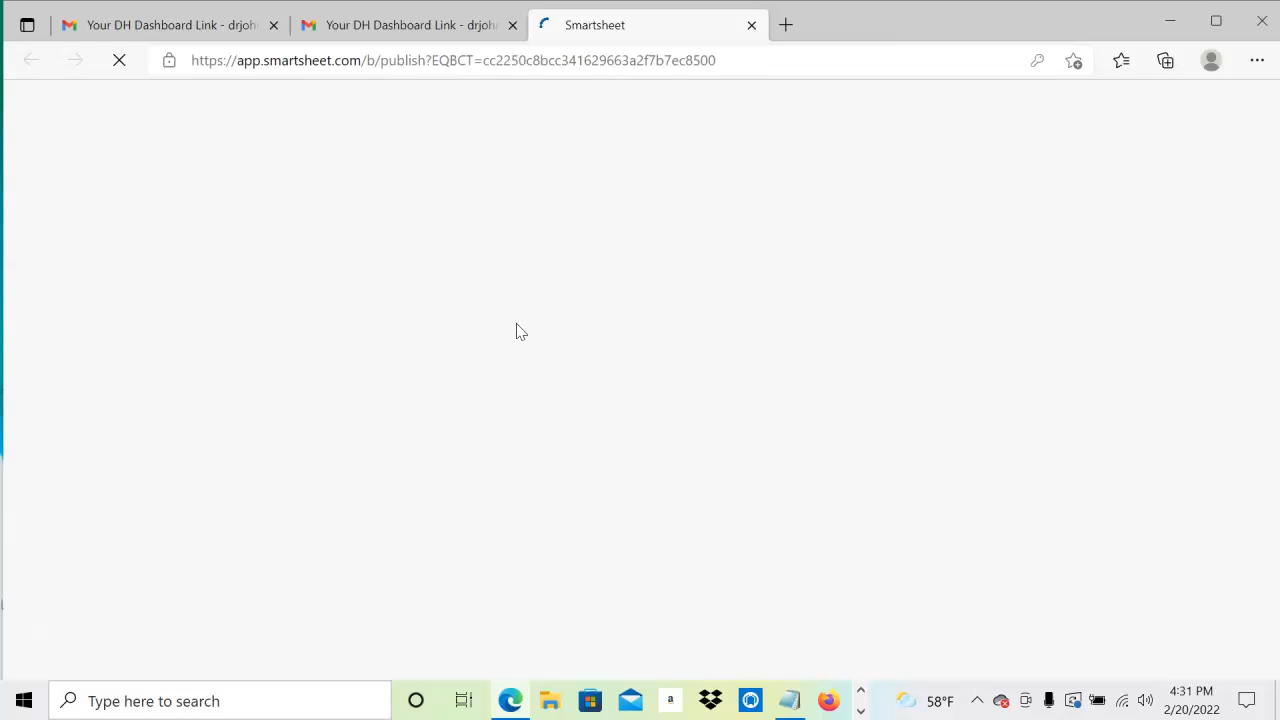 Your DH Dashboard Link - drjoh
Your DH Dashboard Link - drjoh
Smartsheet
https://app.smartsheet.com/b/publish?EQBCT=cc2250c8bcc341629663a2f7b7ec8500
Type here to search
a
58°F
4:31 PM
2/20/2022